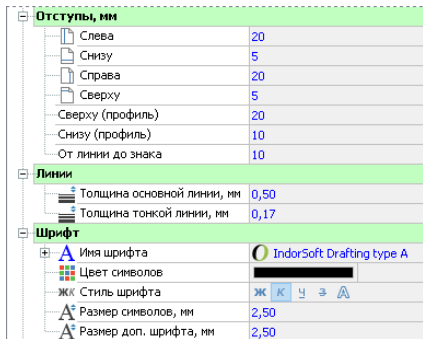 Отступы, мм
Слева 20
Снизу 5
Справа 20
Сверху 5
Сверху (профиль) 20
Снизу (профиль) 10
От линии до знака 10
Линии
Толщина основной линии, мм 0,50
Толщина тонкой линии, мм 0,17
Шрифт
A Имя шрифта O IndorSoft Drafting type A
Цвет символов
ЖК Стиль шрифта Ж К Ч З A
A Размер символов, мм 2,50
A Размер доп. шрифта, мм 2,50